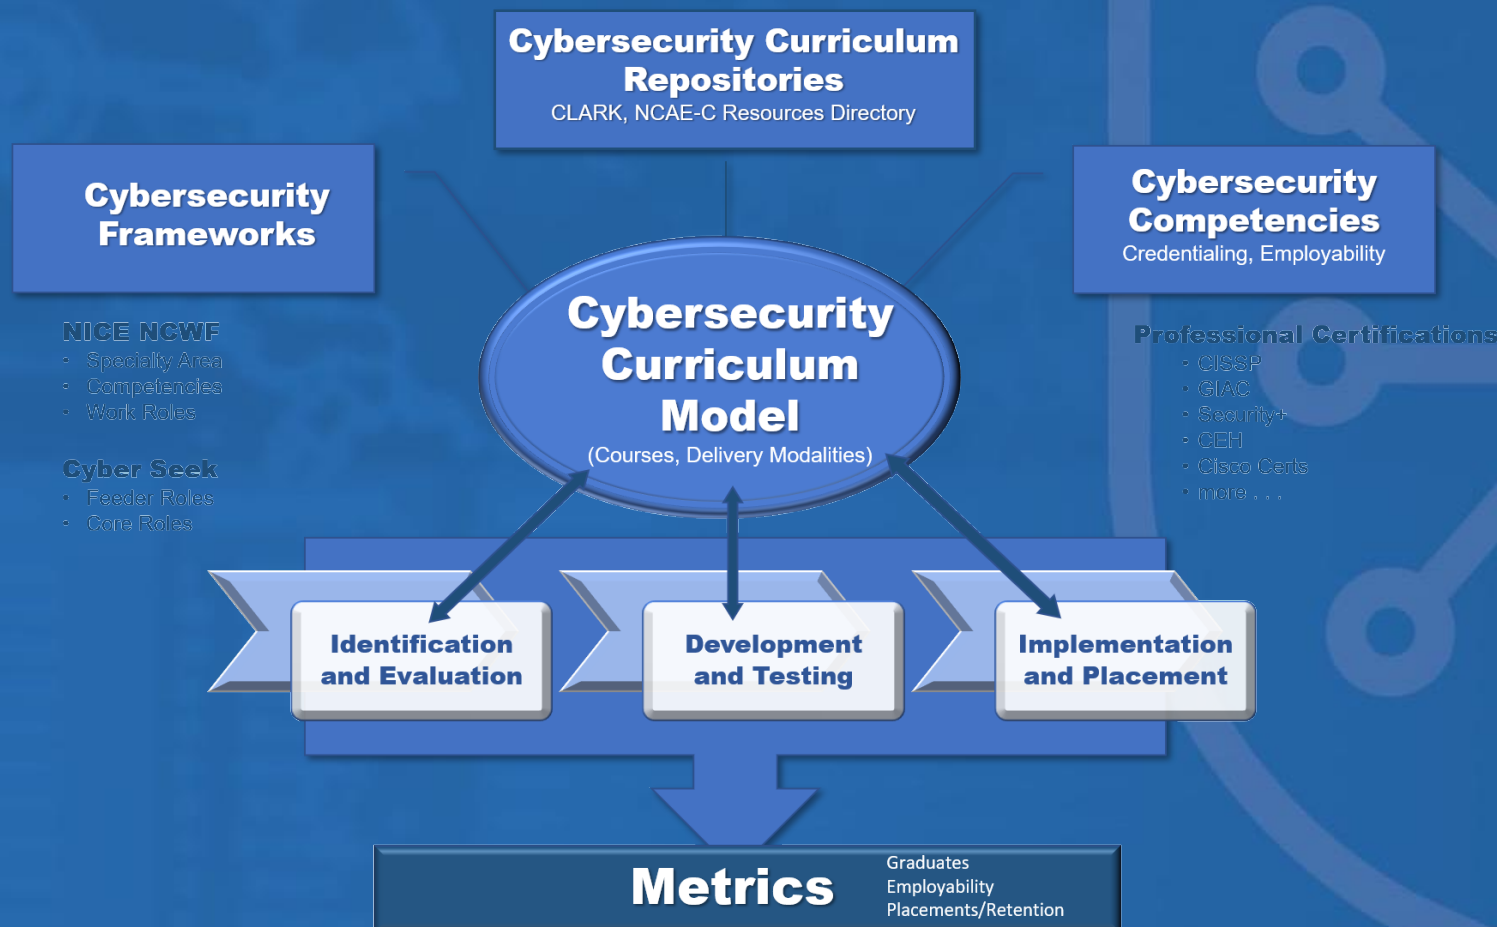 Cybersecurity Curriculum
Repositories
CLARK, NCAE-C Resources Directory
Cybersecurity
Frameworks
NICE NCWF
• Specialty Area
• Competencies
• Work Roles
Cyber Seek
• Feeder Roles
• Core Roles
Cybersecurity
Competencies
Credentialing, Employability
Professional Certifications
• CISSP
• GIAC
• Security+
• CEH
• Cisco Certs
• more . . .
Cybersecurity
Curriculum
Model
(Courses, Delivery Modalities)
Identification
and Evaluation
Development
and Testing
Implementation
and Placement
Metrics
Graduates
Employability
Placements/Retention